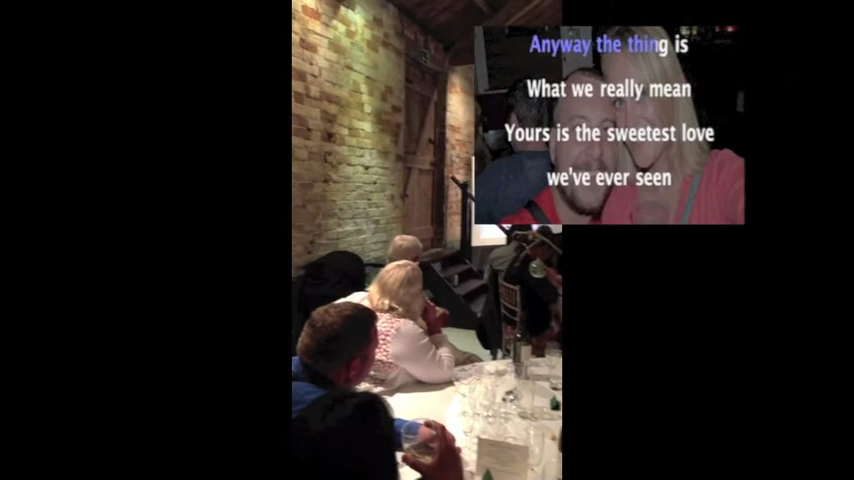 Anyway the thing is
What we really mean
Yours is the sweetest love
we've ever seen